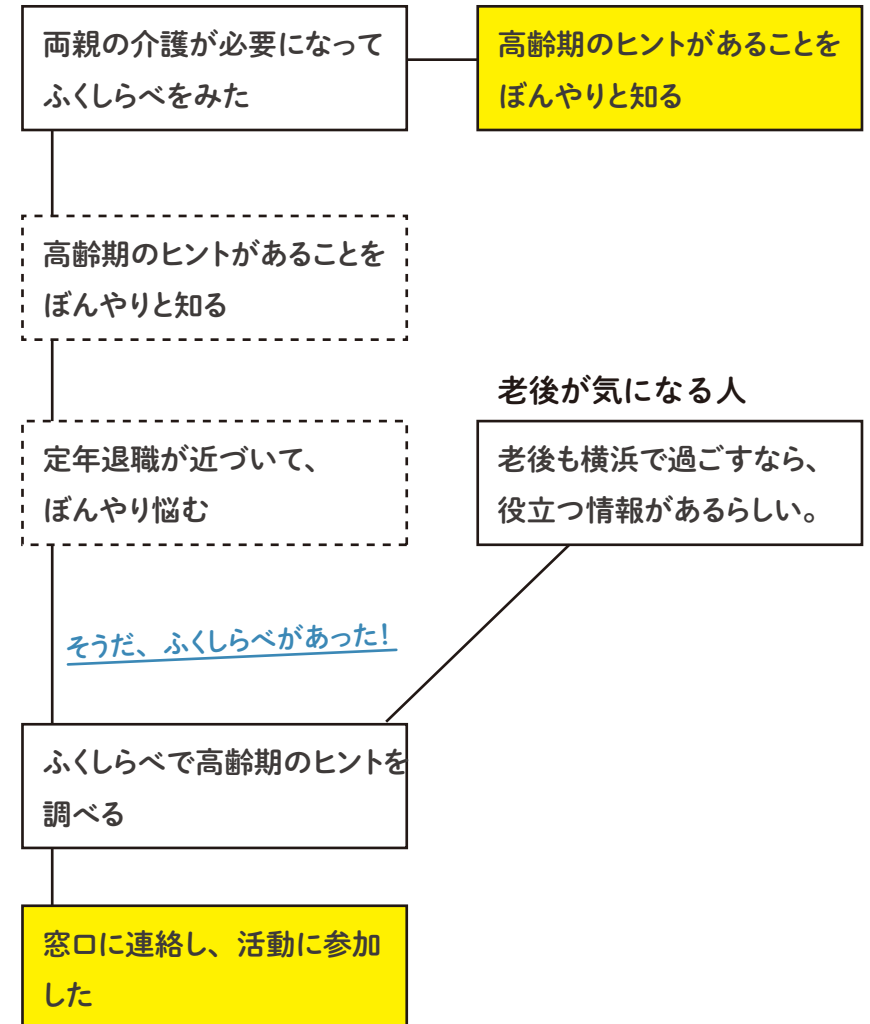 両親の介護が必要になって
ふくしらべをみた
高齢期のヒントがあることを
ぼんやりと知る
高齢期のヒントがあることを
ぼんやりと知る
定年退職が近づいて、
ぼんやり悩む
老後が気になる人
老後も横浜で過ごすなら、
役立つ情報があるらしい。
そうだ、ふくしらべがあった！
ふくしらべで高齢期のヒントを
調べる
窓口に連絡し、活動に参加
した